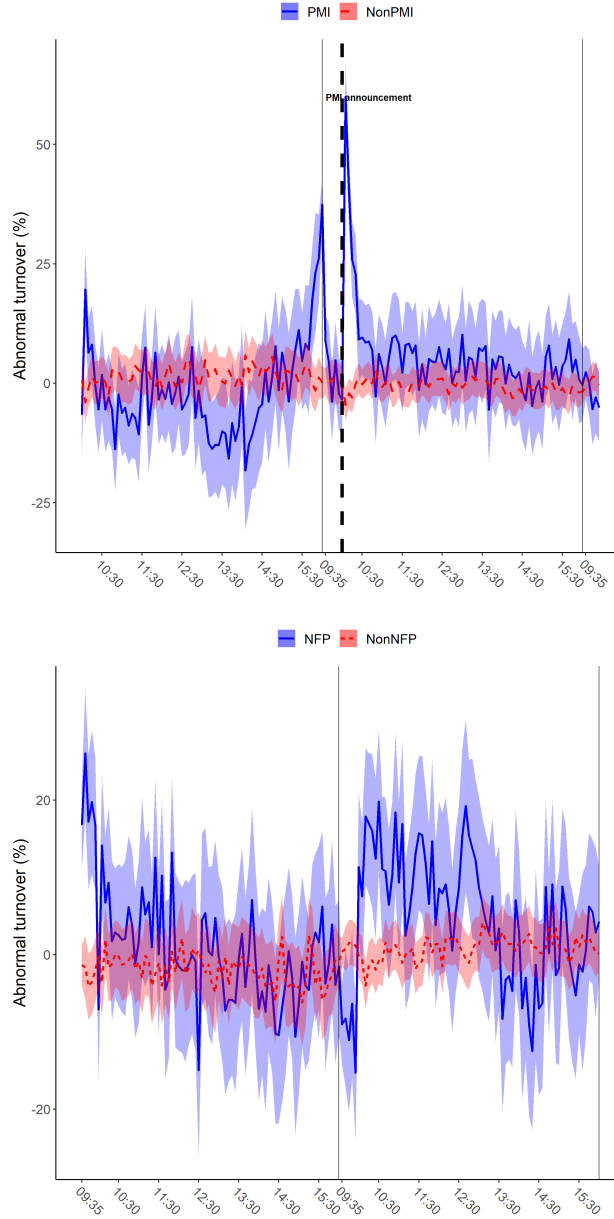 PMI NonPMI
Abnormal turnover (%)
50
25
0
-25
PMI announcement
10:30 11:30 12:30 13:30 14:30 15:30 09:35 10:30 11:30 12:30 13:30 14:30 15:30 09:35
NFP NonNFP
Abnormal turnover (%)
20
0
-20
09:35 10:30 11:30 12:30 13:30 14:30 15:30 09:35 10:30 11:30 12:30 13:30 14:30 15:30